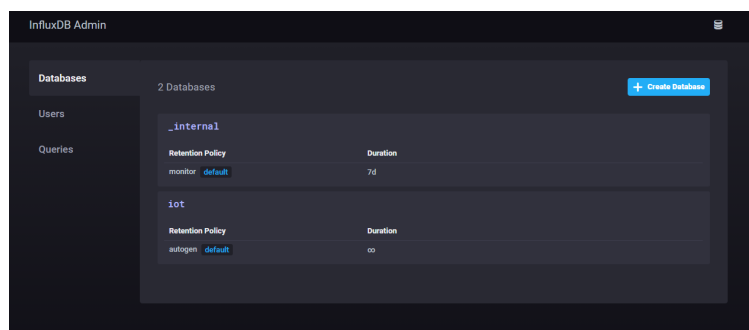 InfluxDB Admin
Databases
Users
Queries
2 Databases
+ Create Database
_internal
Retention Policy Duration
monitor default 7d
iot
Retention Policy Duration
autogen default ∞